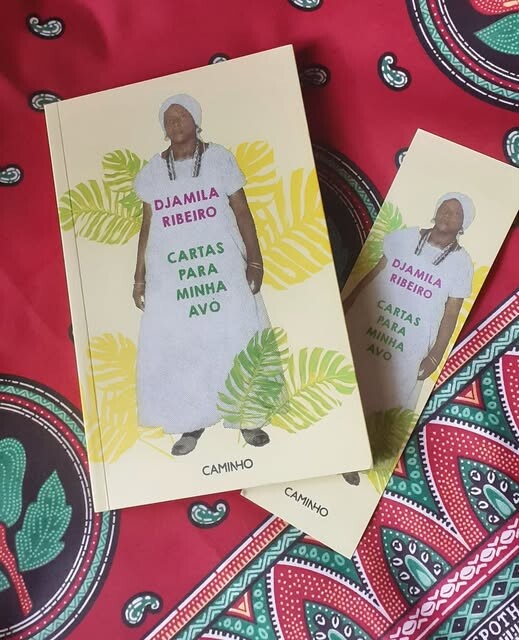 DJAMILA
RIBEIRO
CARTAS
PARA
MINHA
AVÓ
CAMINHO
DJAMILA
RIBEIRO
CARTAS
PARA
MINHA
AVÓ
CAMINHO